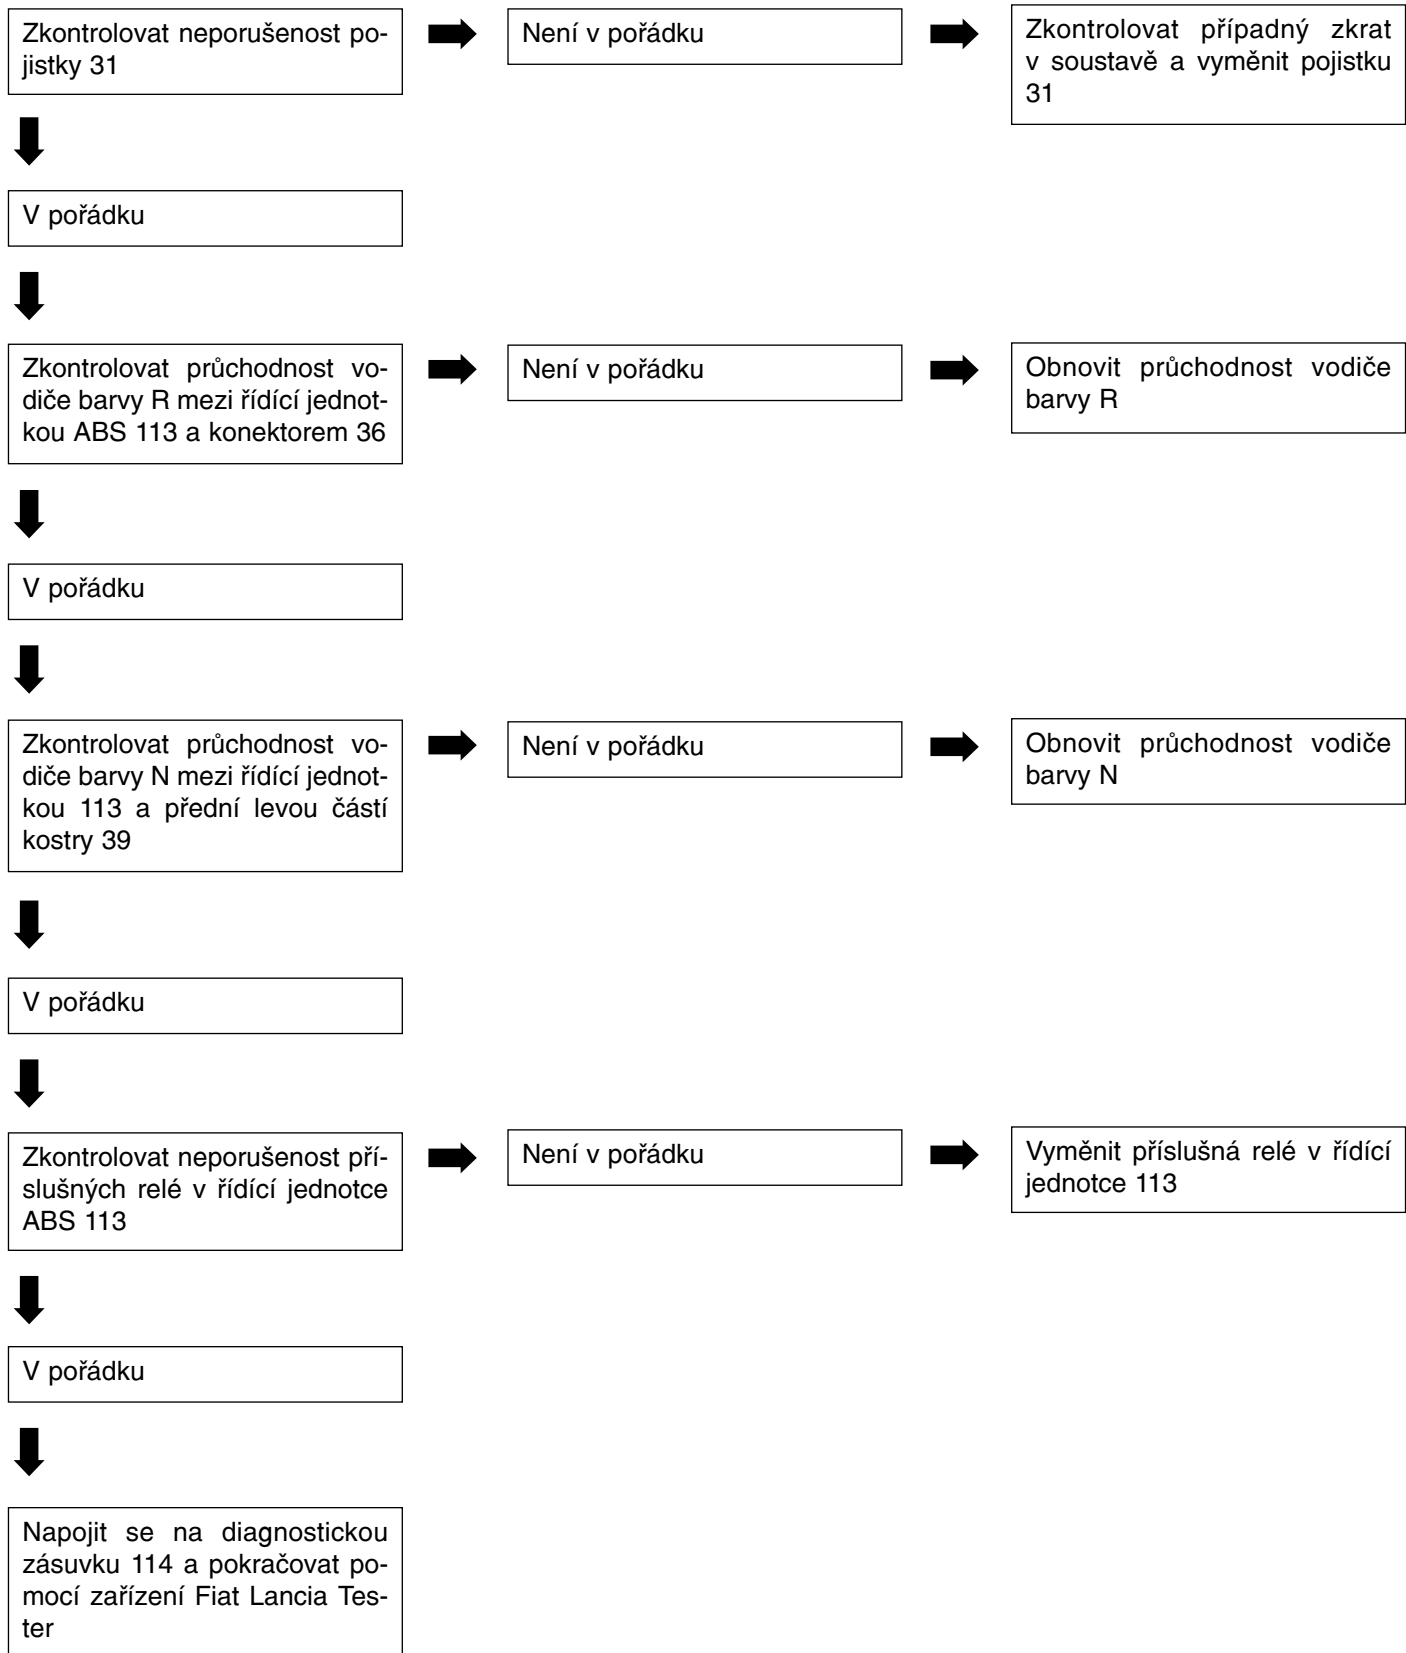 Zkontrolovat neporušenost po-
jistky 31
Není v pořádku
Zkontrolovat případný zkrat
v soustavě a vyměnit pojistku
31
V pořádku
Zkontrolovat průchodnost vo-
diče barvy R mezi řídící jednot-
kou ABS 113 a konektorem 36
Není v pořádku
Obnovit průchodnost vodiče
barvy R
V pořádku
Zkontrolovat průchodnost vo-
diče barvy N mezi řídící jednot-
kou 113 a přední levou částí
kostry 39
Není v pořádku
Obnovit průchodnost vodiče
barvy N
V pořádku
Zkontrolovat neporušenost pří-
slušných relé v řídící jednotce
ABS 113
Není v pořádku
Vyměnit příslušná relé v řídící
jednotce 113
V pořádku
Napojit se na diagnostickou
zásuvku 114 a pokračovat po-
mocí zařízení Fiat Lancia Tes-
ter